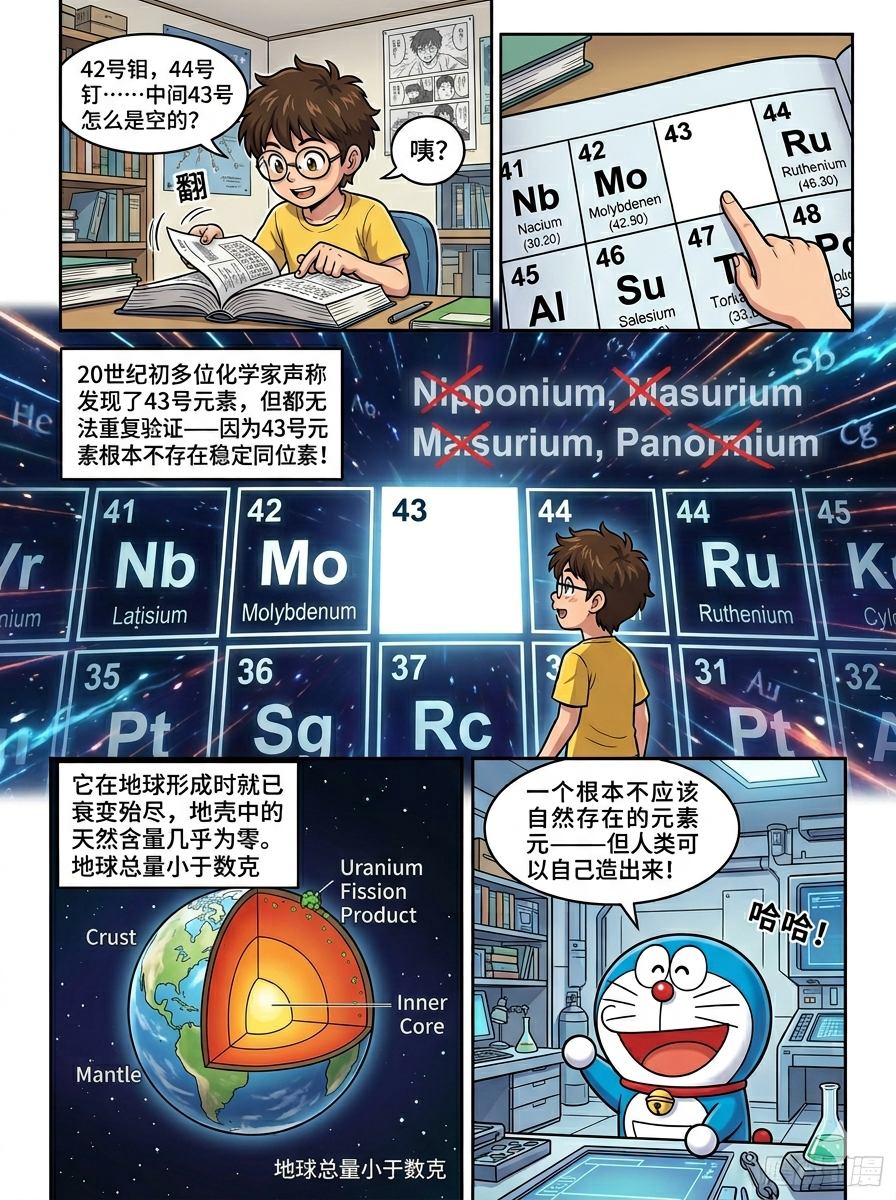 42号钼，44号
钌……中间43号
怎么是空的？
翻
咦？
41
Nb
Nacium
(30.20)
42
Mo
Molybdenen
(42.90)
43
44
Ru
Ruthenium
(46.30)
45
Al
46
Su
Salesium
47
48
20世纪初多位化学家声称
发现了43号元素，但都无
法重复验证——因为43号元
素根本不存在稳定同位素！
Nipponium, Masurium
Masurium, Panormium
He
Sb
Cg
Yr
nium
41
Nb
Latisium
42
Mo
Molybdenum
43
44
44
Ru
Ruthenium
45
K
Cyl
35
Pt
36
Sg
37
Rc
31
Pt
Au
32
它在地球形成时就已
衰变殆尽，地壳中的
天然含量几乎为零。
地球总量小于数克
Uranium
Fission
Product
Crust
Inner
Core
Mantle
地球总量小于数克
一个根本不应该
自然存在的元素
元——但人类可
以自己造出来！
哈哈！